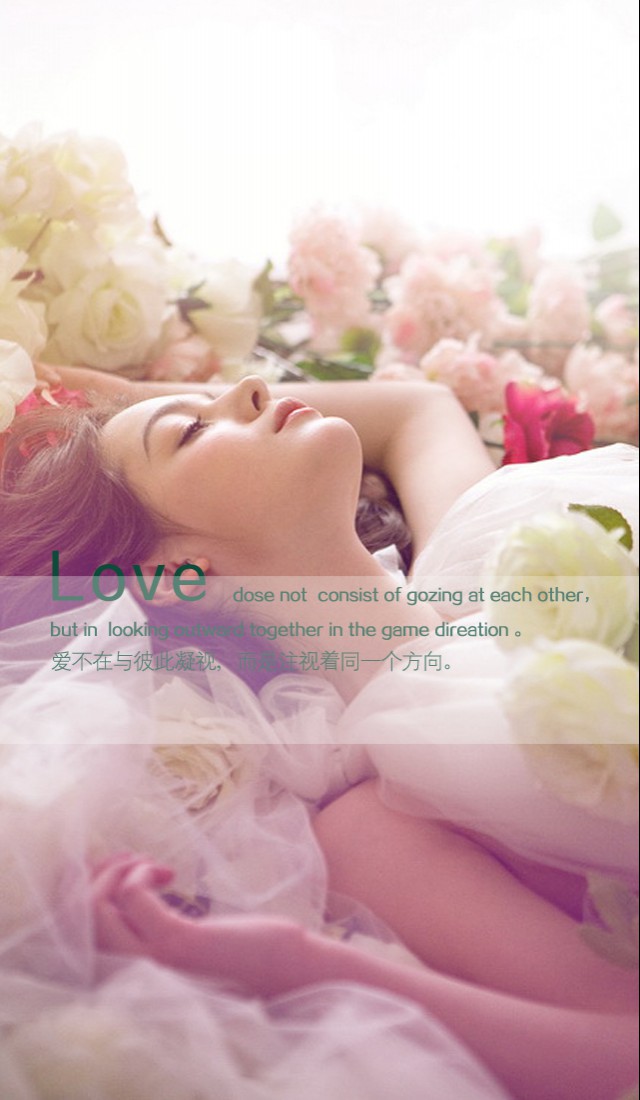 Love dose not consist of gozing at each other,
but in looking outward together in the game direation 。
爱不在与彼此凝视，而是注视着同一个方向。